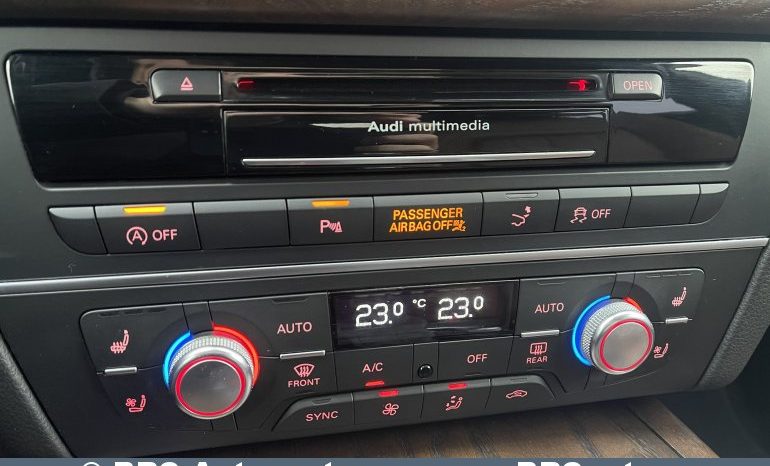 OPEN
Audi multimedia
A OFF
P
PASSENGER
AIRBAG OFF
OFF
23.0 °C 23.0
AUTO
AUTO
A/C
OFF
FRONT
REAR
SYNC